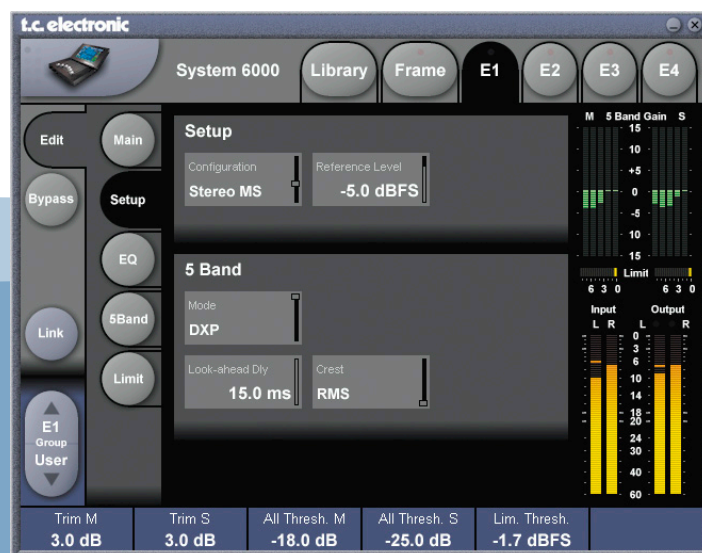 t.c. electronic
System 6000
Library
Frame
E1
E2
E3
E4
Edit
Bypass
Link
E1
Group
User
Main
Setup
EQ
5Band
Limit
Setup
Configuration
Stereo MS
Reference Level
-5.0 dBFS
5 Band
Mode
DXP
Look-ahead Dly
15.0 ms
Crest
RMS
M 5 Band Gain S
15
10
+5
0
-5
10
15
Limit
6 3 0 6 3 0
Input Output
L R L R
0
3
6
10
14
18
20
24
30
40
60
Trim M
3.0 dB
Trim S
3.0 dB
All Thresh. M
-18.0 dB
All Thresh. S
-25.0 dB
Lim. Thresh.
-1.7 dBFS